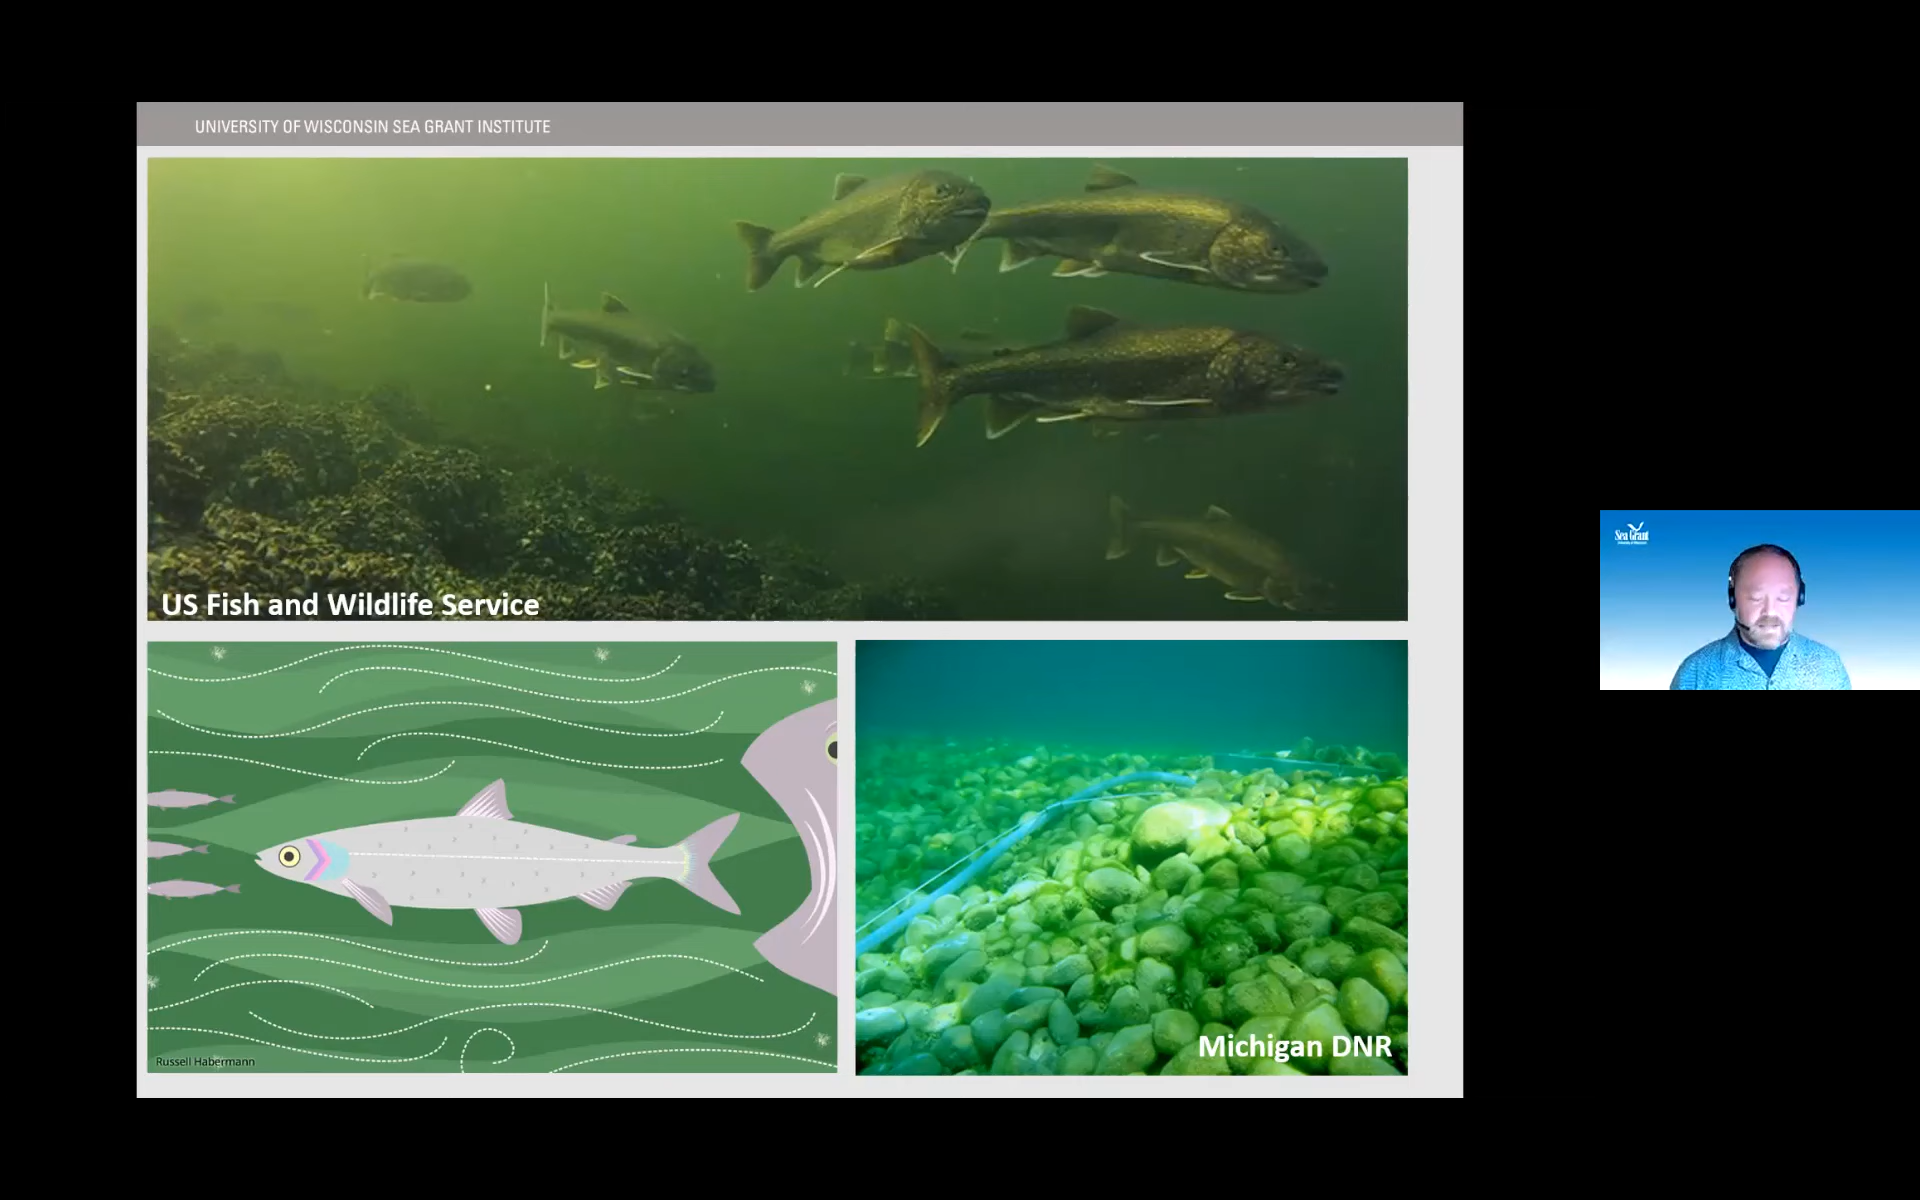 UNIVERSITY OF WISCONSIN SEA GRANT INSTITUTE
US Fish and Wildlife Service
Sea Grant
Russell Habermann
Michigan DNR